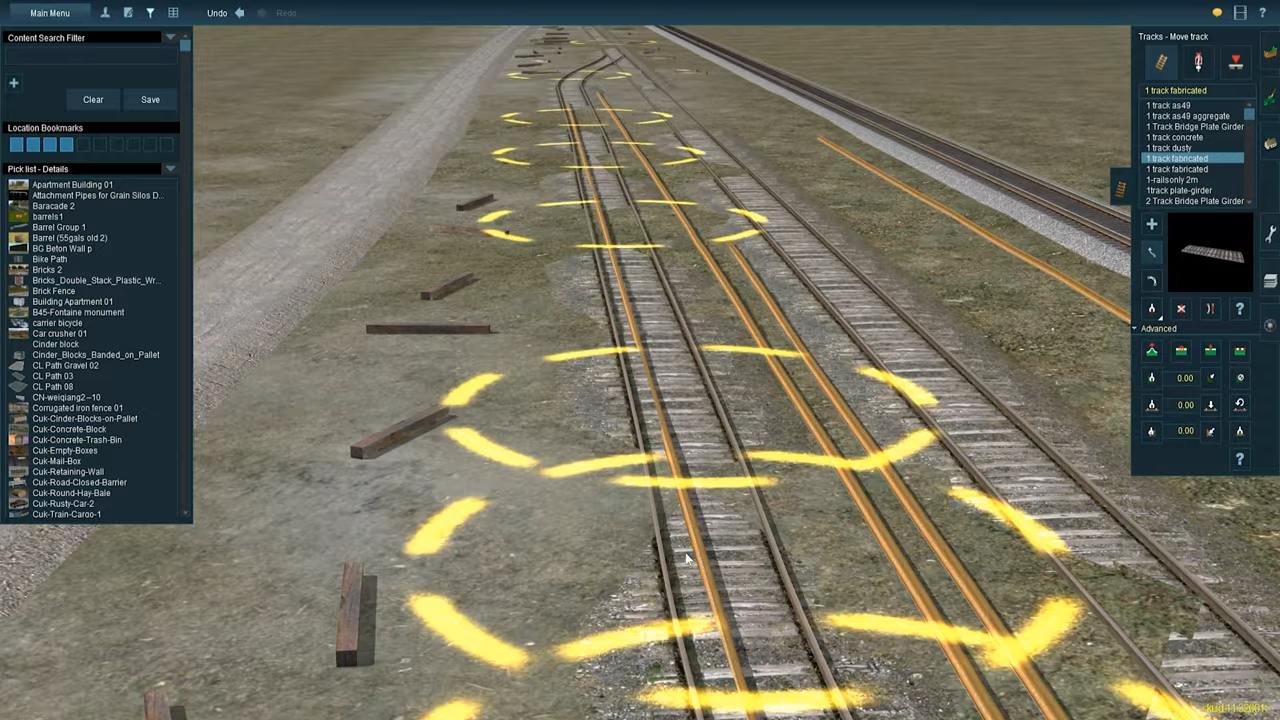 Main Menu
Undo
Redo
Content Search Filter
Clear
Save
Location Bookmarks
Pick list - Details
Apartment Building 01
Attachment Pipes for Grain Silos D...
Baracade 2
barrels1
Barrel Group 1
Barrel (55gals old 2)
BG Beton Wall p
Bike Path
Bricks 2
Bricks_Double_Stack_Plastic_Wr...
Brick Fence
Building Apartment 01
B45-Fontaine monument
carrier bicycle
Car crusher 01
Cinder block
Cinder_Blocks_Banded_on_Pallet
CL Path Gravel 02
CL Path 03
CL Path 08
CN-weiqiang2--10
Corrugated iron fence 01
Cuk-Cinder-Blocks-on-Pallet
Cuk-Concrete-Block
Cuk-Concrete-Trash-Bin
Cuk-Empty-Boxes
Cuk-Mail-Box
Cuk-Retaining-Wall
Cuk-Road-Closed-Barrier
Cuk-Round-Hay-Bale
Cuk-Rusty-Car-2
Cuk-Train-Cargo-1
Tracks - Move track
1 track fabricated
1 track as49
1 track as49 aggregate
1 Track Bridge Plate Girder
1 track concrete
1 track dusty
1 track fabricated
1 track fabricated
1-railsonly 2m
1track plate-girder
2 Track Bridge Plate Girder
?
Advanced
0.00
0.00
0.00
?